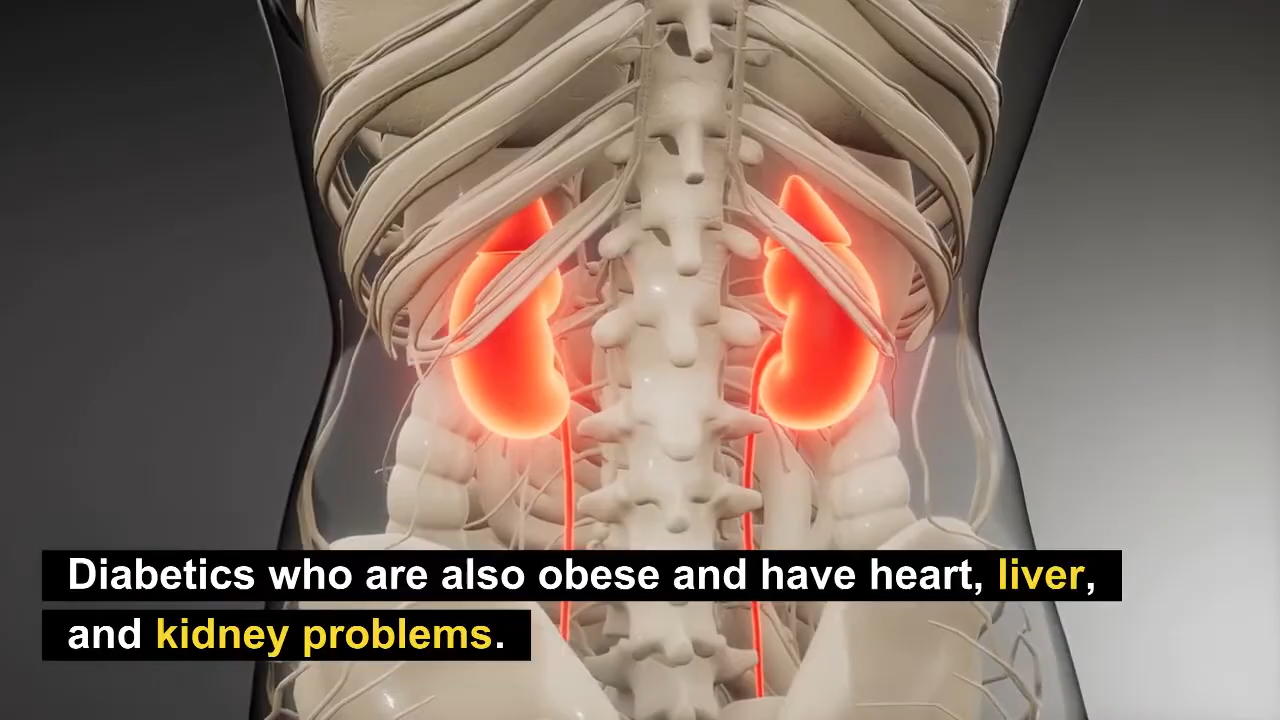 Diabetics who are also obese and have heart, liver,
and kidney problems.